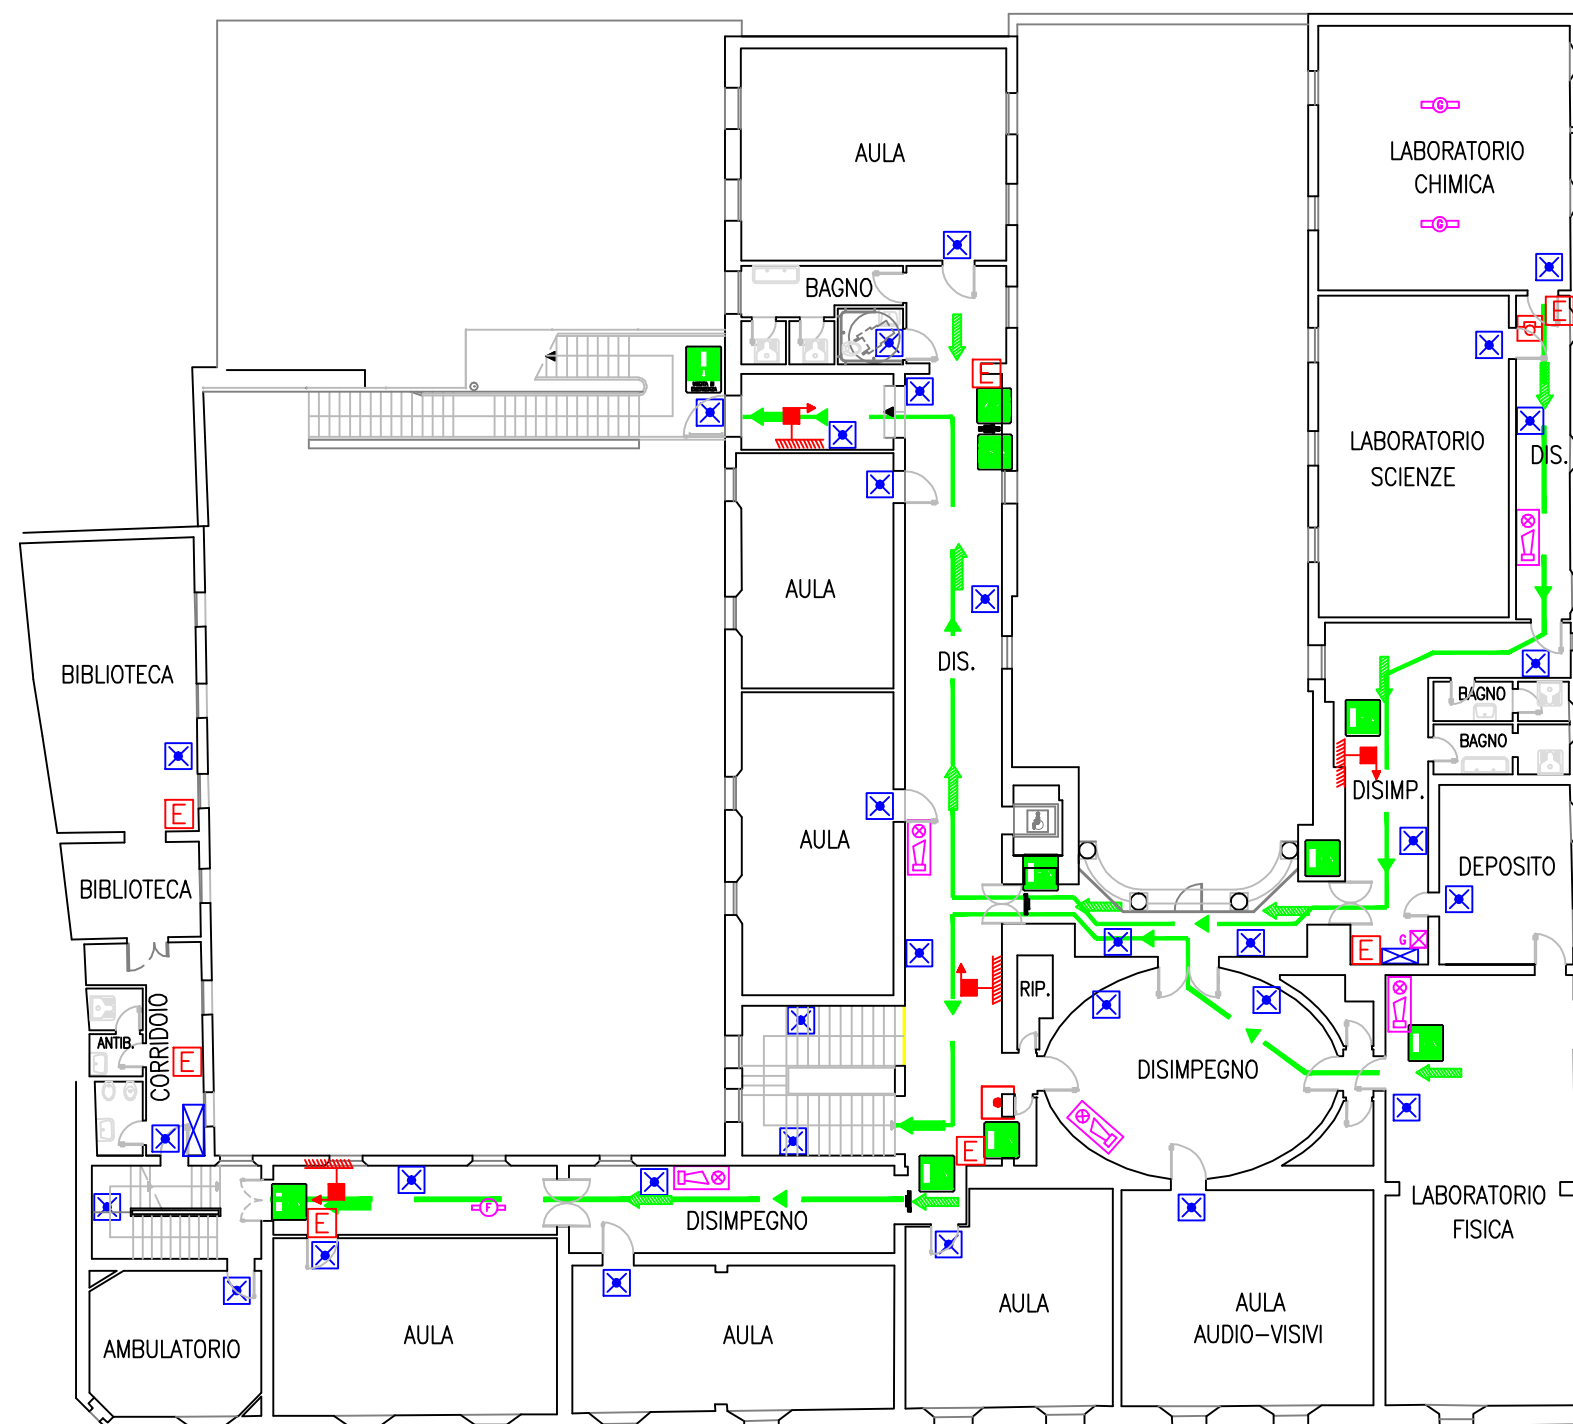 AULA
LABORATORIO
CHIMICA
G
G
BAGNO
E
E
LABORATORIO
SCIENZE
DIS.
AULA
DIS.
BIBLIOTECA
BAGNO
BAGNO
E
DISIMP.
AULA
DEPOSITO
BIBLIOTECA
G
E
RIP.
CORRIDOIO
ANTIB.
E
DISIMPEGNO
E
LABORATORIO
FISICA
F
DISIMPEGNO
E
AULA
AULA
AUDIO-VISIVI
AMBULATORIO
AULA
AULA